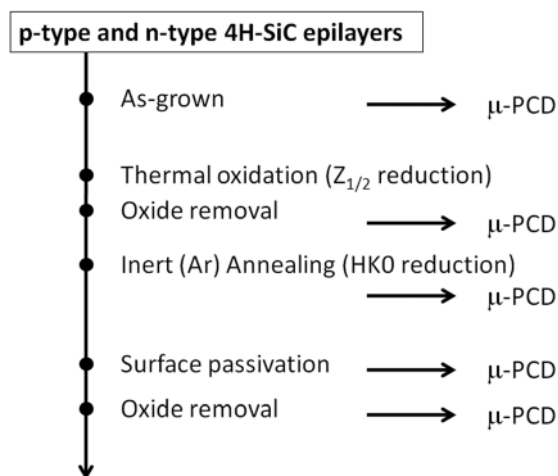 p-type and n-type 4H-SiC epilayers
As-grown
μ-PCD
Thermal oxidation (Z1/2 reduction)
Oxide removal
μ-PCD
Inert (Ar) Annealing (HK0 reduction)
μ-PCD
Surface passivation
μ-PCD
Oxide removal
μ-PCD